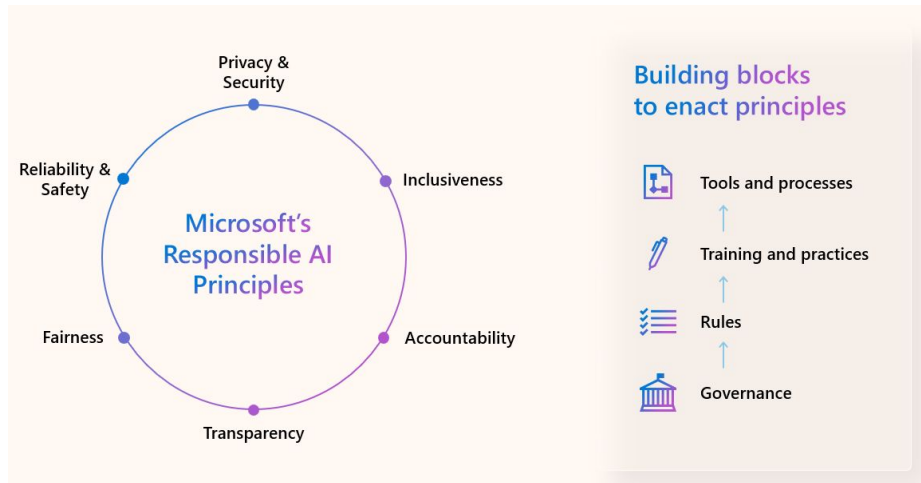 Privacy &
Security
Reliability &
Safety
Inclusiveness
Microsoft’s
Responsible AI
Principles
Fairness
Accountability
Transparency
Building blocks
to enact principles
Tools and processes
Training and practices
Rules
Governance